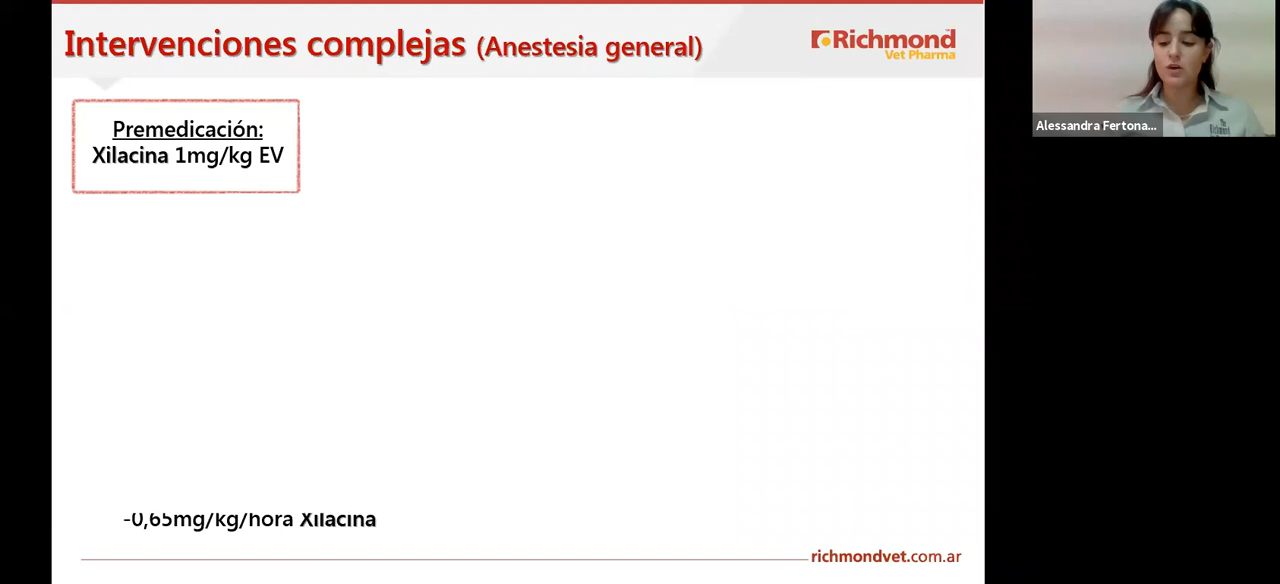 Intervenciones complejas (Anestesia general)
Richmond
Vet Pharma
Alessandra Fertona...
Premedicación:
Xilacina 1mg/kg EV
-0,65mg/kg/hora Xilacina
richmondvet.com.ar